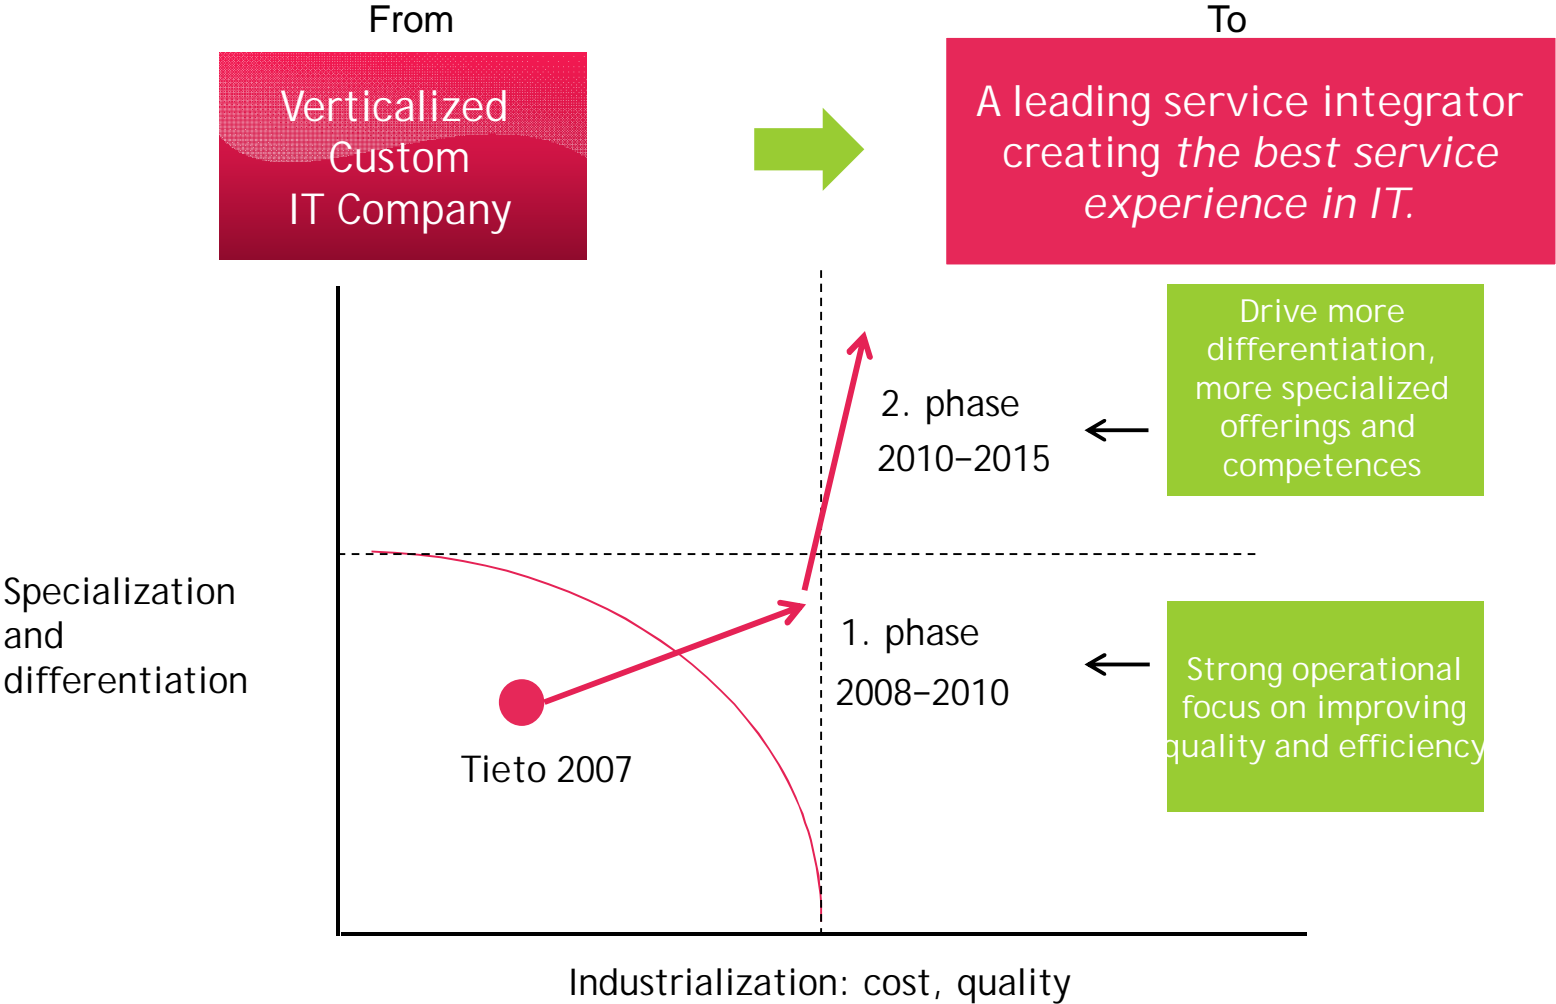 From
To
Verticalized
Custom
IT Company
A leading service integrator
creating the best service
experience in IT.
Drive more
differentiation,
more specialized
offerings and
competences
2. phase
2010–2015
Specialization
and
differentiation
1. phase
2008–2010
Strong operational
focus on improving
quality and efficiency
Tieto 2007
Industrialization: cost, quality